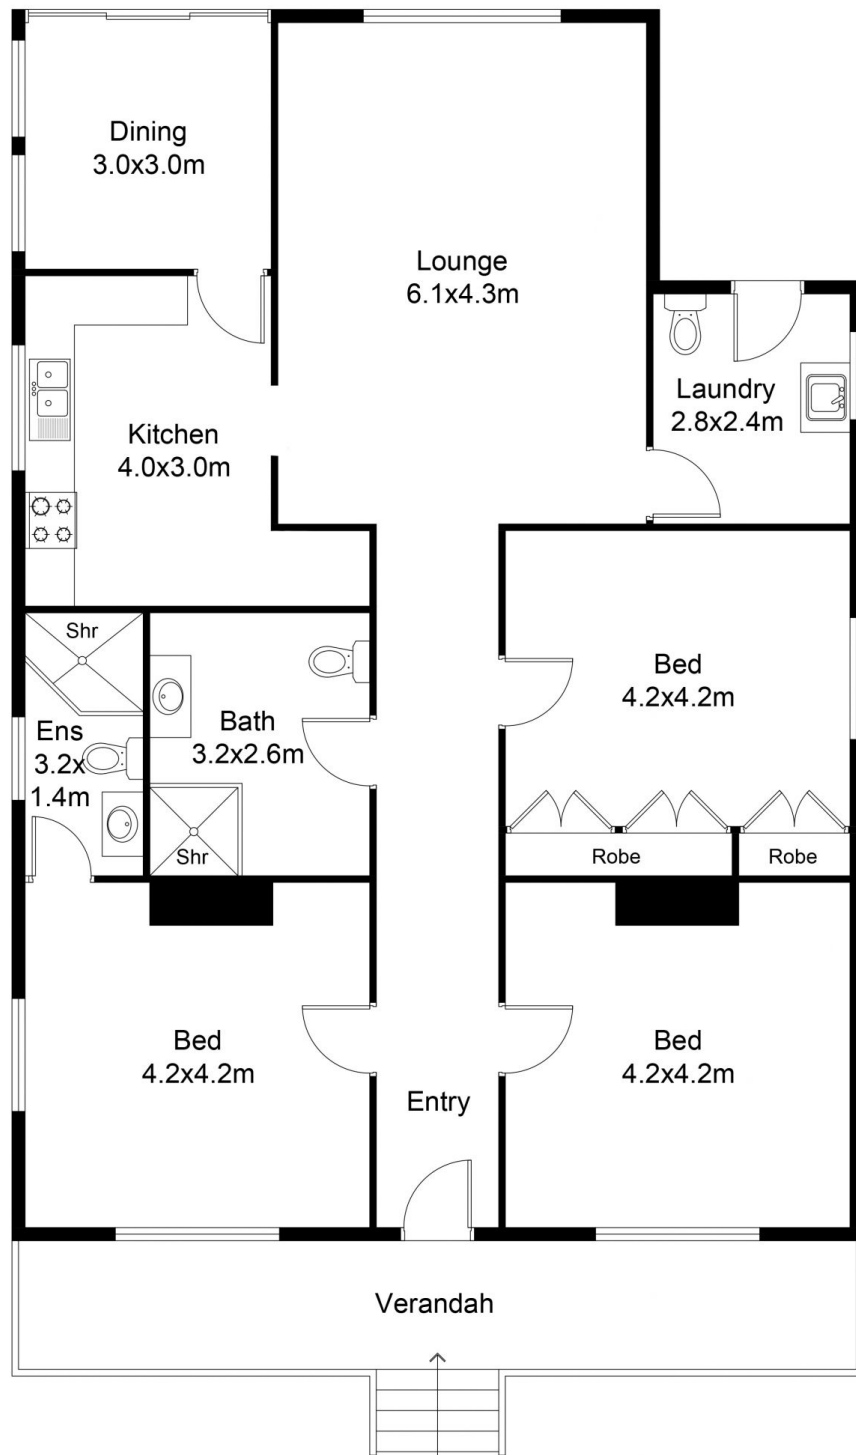 Dining
3.0x3.0m
Lounge
6.1x4.3m
Laundry
2.8x2.4m
Kitchen
4.0x3.0m
Shr
Ens
3.2x
1.4m
Bath
3.2x2.6m
Shr
Bed
4.2x4.2m
Robe
Robe
Bed
4.2x4.2m
Bed
4.2x4.2m
Entry
Verandah